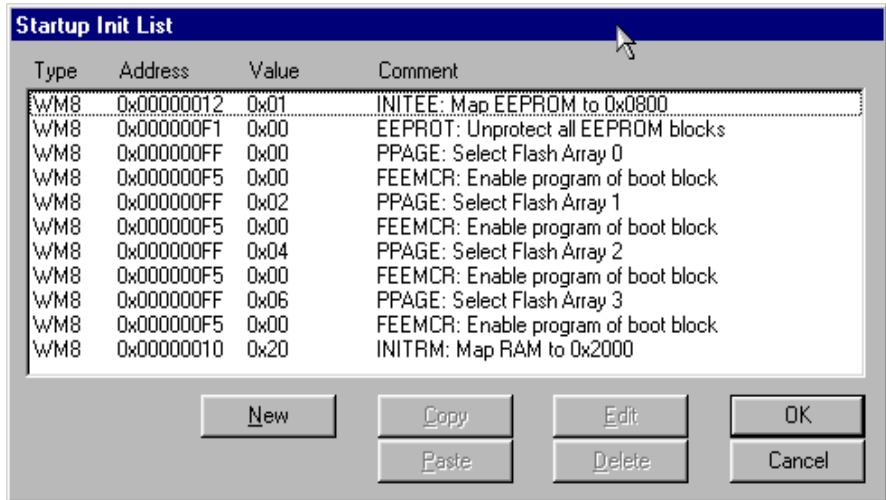 Startup Init List
Type Address Value Comment
WM8 0x00000012 0x01 INITEE: Map EEPROM to 0x0800
WM8 0x000000F1 0x00 EEPROT: Unprotect all EEPROM blocks
WM8 0x000000FF 0x00 PPAGE: Select Flash Array 0
WM8 0x000000F5 0x00 FEEMCR: Enable program of boot block
WM8 0x000000FF 0x02 PPAGE: Select Flash Array 1
WM8 0x000000F5 0x00 FEEMCR: Enable program of boot block
WM8 0x000000FF 0x04 PPAGE: Select Flash Array 2
WM8 0x000000F5 0x00 FEEMCR: Enable program of boot block
WM8 0x000000FF 0x06 PPAGE: Select Flash Array 3
WM8 0x000000F5 0x00 FEEMCR: Enable program of boot block
WM8 0x00000010 0x20 INITRM: Map RAM to 0x2000
New Copy Edit OK
Paste Delete Cancel